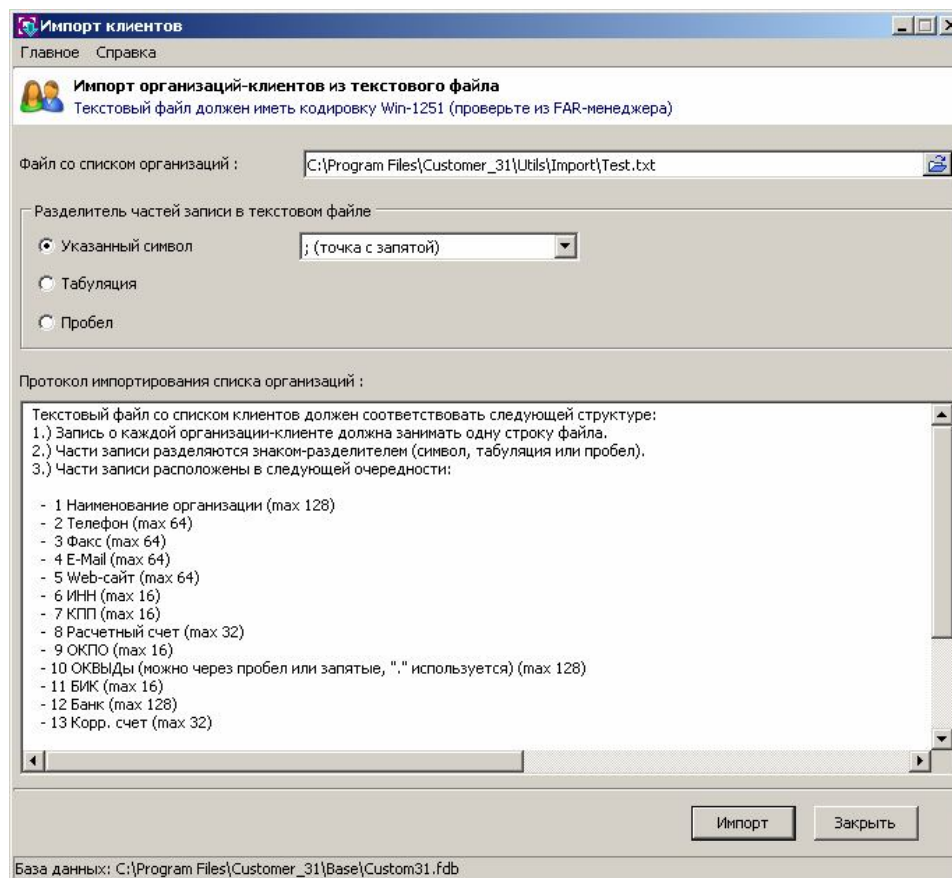 Импорт клиентов
Главное Справка
Импорт организаций-клиентов из текстового файла
Текстовый файл должен иметь кодировку Win-1251 (проверьте из FAR-менеджера)
Файл со списком организаций : C:\Program Files\Customer_31\Utils\Import\Test.txt
Разделитель частей записи в текстовом файле
Указанный символ ; (точка с запятой)
Табуляция
Пробел
Протокол импортирования списка организаций :
Текстовый файл со списком клиентов должен соответствовать следующей структуре:
1.) Запись о каждой организации-клиенте должна занимать одну строку файла.
2.) Части записи разделяются знаком-разделителем (символ, табуляция или пробел).
3.) Части записи расположены в следующей очередности:
- 1 Наименование организации (max 128)
- 2 Телефон (max 64)
- 3 Факс (max 64)
- 4 E-Mail (max 64)
- 5 Web-сайт (max 64)
- 6 ИНН (max 16)
- 7 КПП (max 16)
- 8 Расчетный счет (max 32)
- 9 ОКПО (max 16)
- 10 ОКВЫДы (можно через пробел или запятые, "." используется) (max 128)
- 11 БИК (max 16)
- 12 Банк (max 128)
- 13 Корр. счет (max 32)
Импорт Закрыть
База данных: C:\Program Files\Customer_31\Base\Custom31.fdb